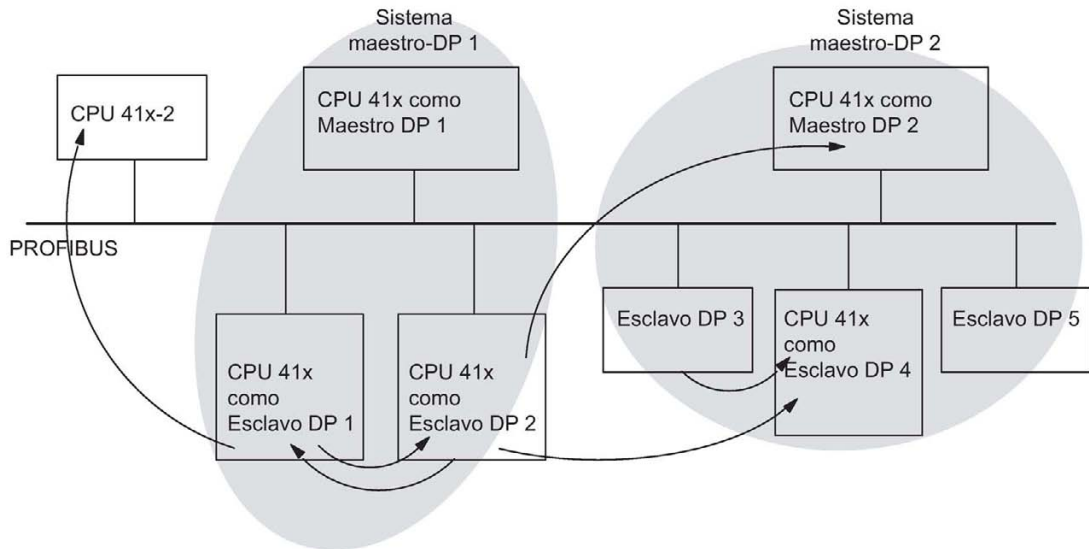 Sistema
maestro-DP 1
Sistema
maestro-DP 2
CPU 41x-2
CPU 41x como
Maestro DP 1
CPU 41x como
Maestro DP 2
PROFIBUS
CPU 41x
como
Esclavo DP 1
CPU 41x
como
Esclavo DP 2
Esclavo DP 3
CPU 41x
como
Esclavo DP 4
Esclavo DP 5